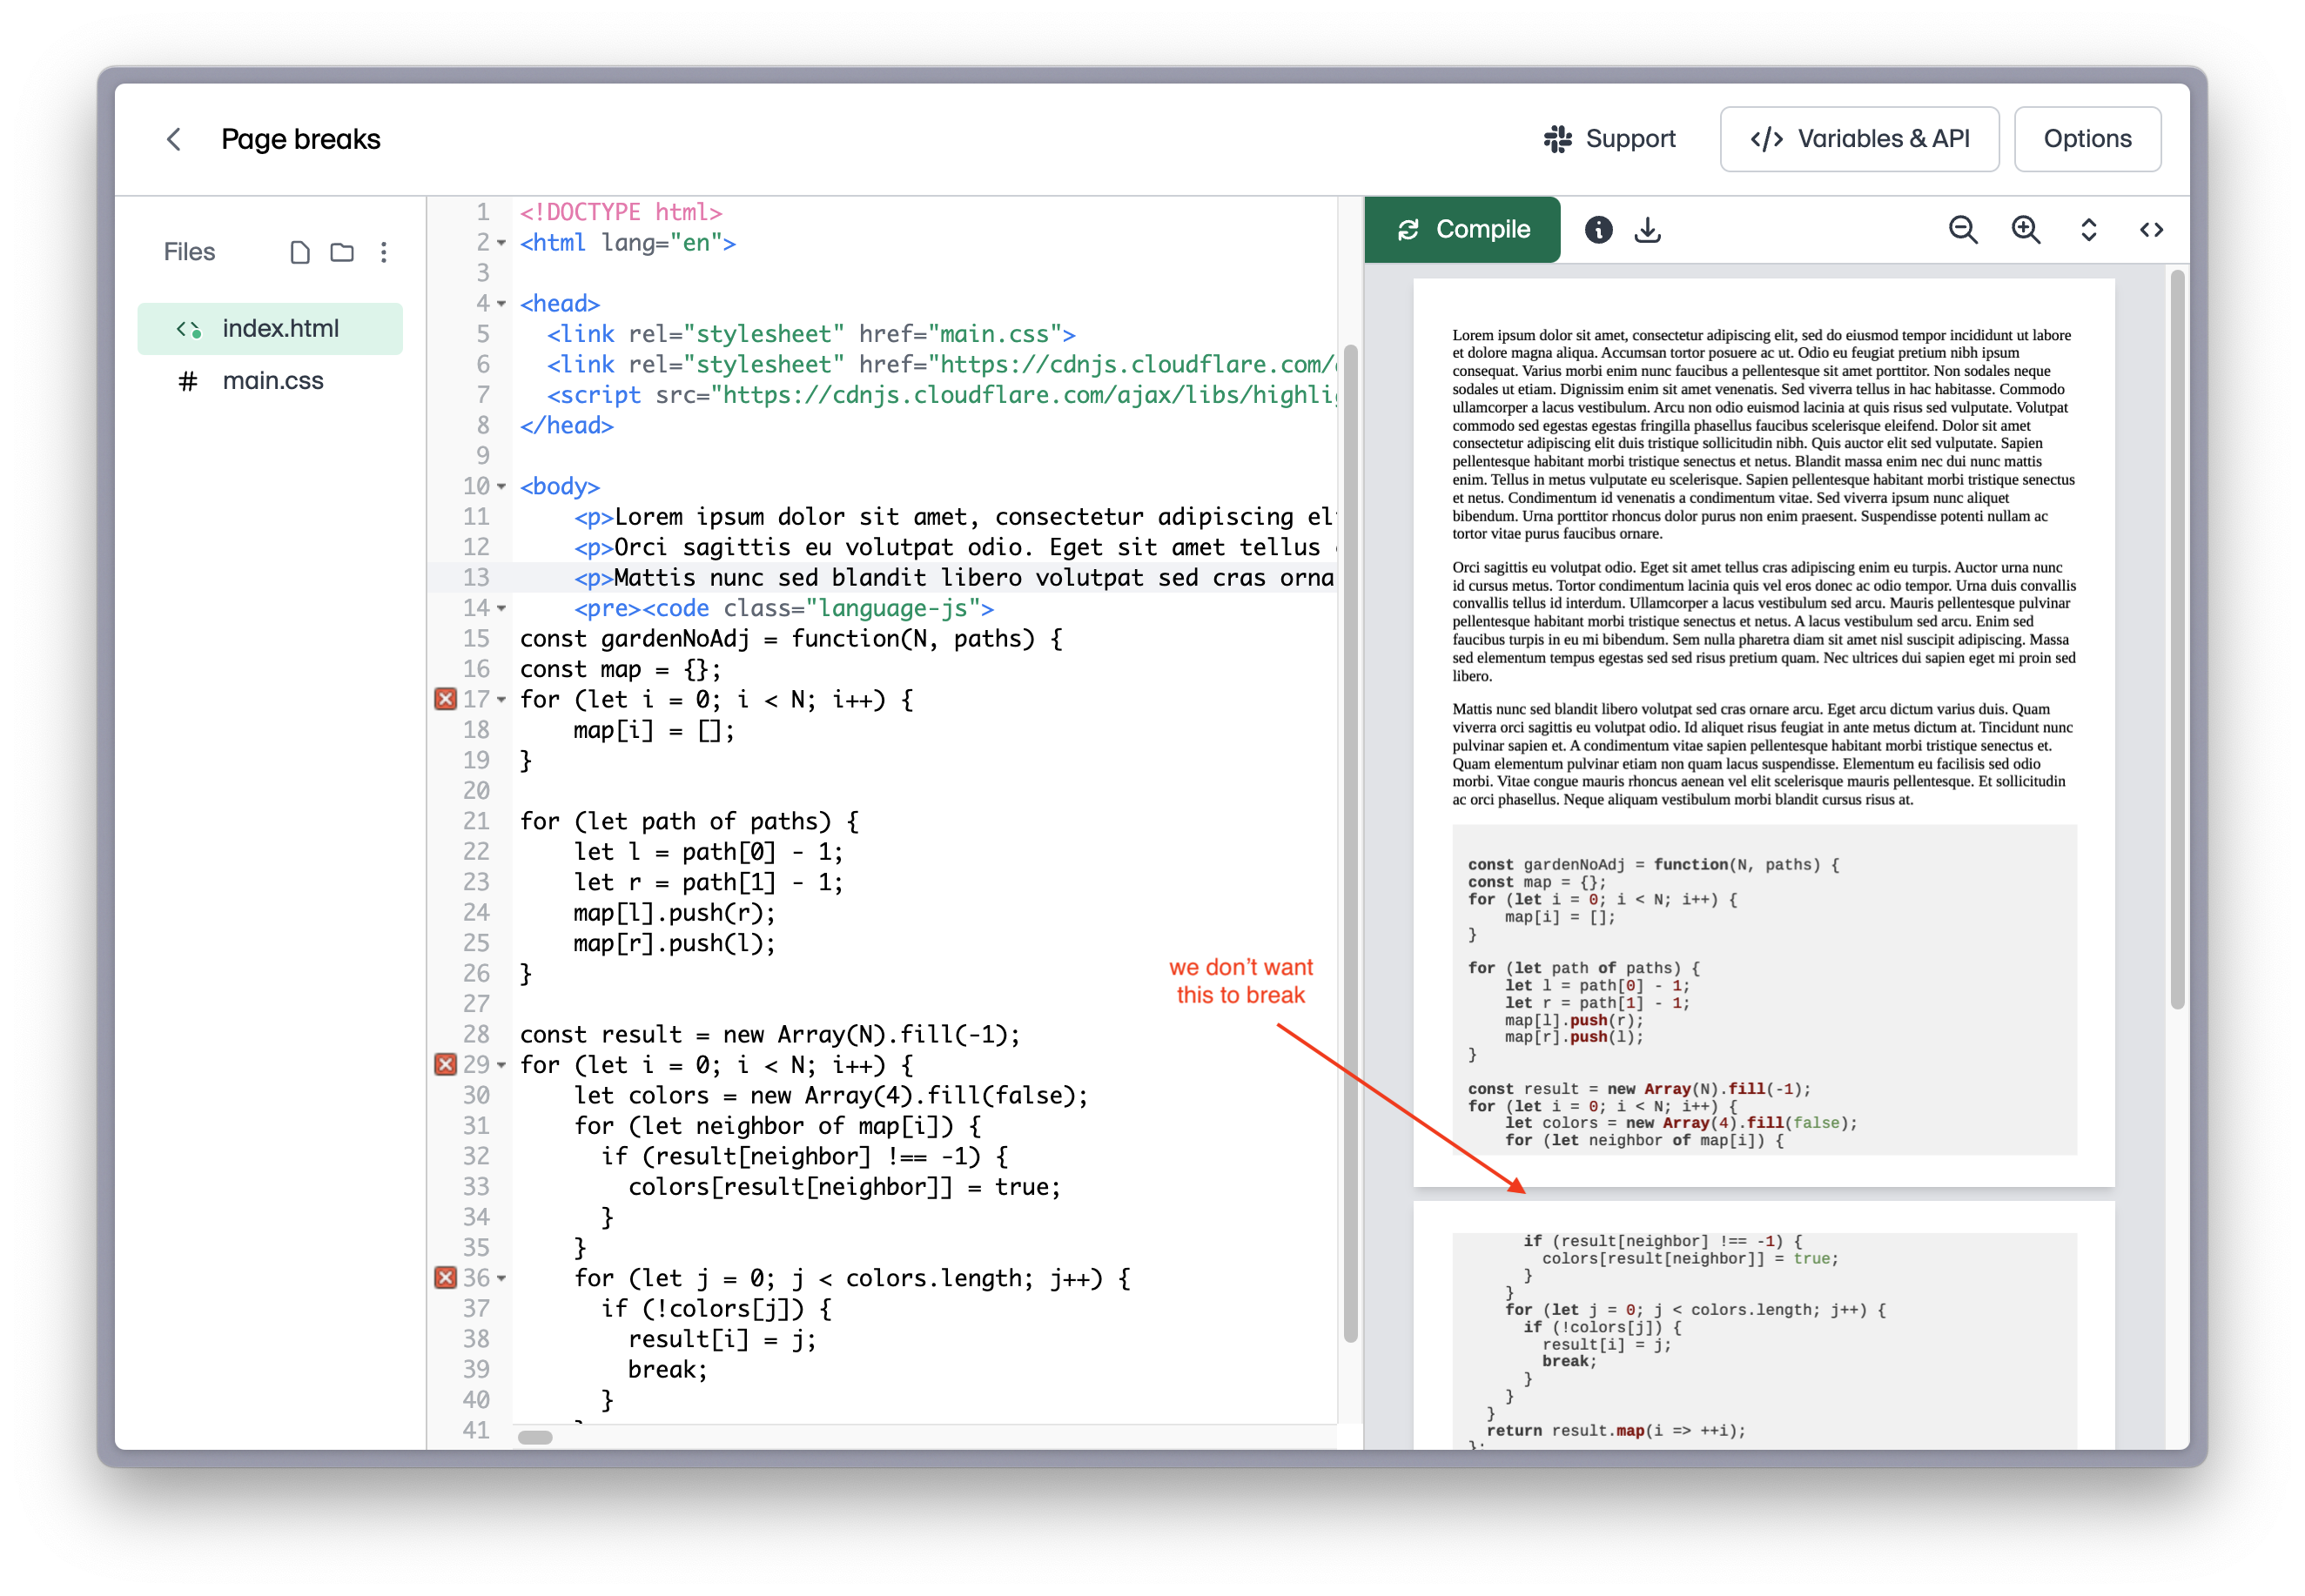 Page breaks
Support
</> Variables & API
Options
Files
index.html
# main.css
1 <!DOCTYPE html>
2 <html lang="en">
3
4 <head>
5 <link rel="stylesheet" href="main.css">
6 <link rel="stylesheet" href="https://cdnjs.cloudflare.com/
7 <script src="https://cdnjs.cloudflare.com/ajax/libs/highli
8 </head>
9
10 <body>
11 <p>Lorem ipsum dolor sit amet, consectetur adipiscing eli
12 <p>Orci sagittis eu volutpat odio. Eget sit amet tellus
13 <p>Mattis nunc sed blandit libero volutpat sed cras orna
14 <pre><code class="language-js">
15 const gardenNoAdj = function(N, paths) {
16 const map = {};
17 for (let i = 0; i < N; i++) {
18 map[i] = [];
19 }
20
21 for (let path of paths) {
22 let l = path[0] - 1;
23 let r = path[1] - 1;
24 map[l].push(r);
25 map[r].push(l);
26 }
27
28 const result = new Array(N).fill(-1);
29 for (let i = 0; i < N; i++) {
30 let colors = new Array(4).fill(false);
31 for (let neighbor of map[i]) {
32 if (result[neighbor] !== -1) {
33 colors[result[neighbor]] = true;
34 }
35 }
36 for (let j = 0; j < colors.length; j++) {
37 if (!colors[j]) {
38 result[i] = j;
39 break;
40 }
41
we don't want
this to break
Compile
Lorem ipsum dolor sit amet, consectetur adipiscing elit, sed do eiusmod tempor incididunt ut labore
et dolore magna aliqua. Accumsan tortor posuere ac ut. Odio eu feugiat pretium nibh ipsum
consequat. Varius morbi enim nunc faucibus a pellentesque sit amet porttitor. Non sodales neque
sodales ut etiam. Dignissim enim sit amet venenatis. Sed viverra tellus in hac habitasse. Commodo
ullamcorper a lacus vestibulum. Arcu non odio euismod lacinia at quis risus sed vulputate. Volutpat
commodo sed egestas egestas fringilla phasellus faucibus scelerisque eleifend. Dolor sit amet
consectetur adipiscing elit duis tristique sollicitudin nibh. Quis auctor elit sed vulputate. Sapien
pellentesque habitant morbi tristique senectus et netus. Blandit massa enim nec dui nunc mattis
enim. Tellus in metus vulputate eu scelerisque. Sapien pellentesque habitant morbi tristique senectus
et netus. Condimentum id venenatis a condimentum vitae. Sed viverra ipsum nunc aliquet
bibendum. Urna porttitor rhoncus dolor purus non enim praesent. Suspendisse potenti nullam ac
tortor vitae purus faucibus ornare.
Orci sagittis eu volutpat odio. Eget sit amet tellus cras adipiscing enim eu turpis. Auctor urna nunc
id cursus metus. Tortor condimentum lacinia quis vel eros donec ac odio tempor. Urna duis convallis
convallis tellus id interdum. Ullamcorper a lacus vestibulum sed arcu. Mauris pellentesque pulvinar
pellentesque habitant morbi tristique senectus et netus. A lacus vestibulum sed arcu. Enim sed
faucibus turpis in eu mi bibendum. Sem nulla pharetra diam sit amet nisl suscipit adipiscing. Massa
sed elementum tempus egestas sed sed risus pretium quam. Nec ultrices dui sapien eget mi proin sed
libero.
Mattis nunc sed blandit libero volutpat sed cras ornare arcu. Eget arcu dictum varius duis. Quam
viverra orci sagittis eu volutpat odio. Id aliquet risus feugiat in ante metus dictum at. Tincidunt nunc
pulvinar sapien et. A condimentum vitae sapien pellentesque habitant morbi tristique senectus et.
Quam elementum pulvinar etiam non quam lacus suspendisse. Elementum eu facilisis sed odio
morbi. Vitae congue mauris rhoncus aenean vel elit scelerisque mauris pellentesque. Et sollicitudin
ac orci phasellus. Neque aliquam vestibulum morbi blandit cursus risus at.
const gardenNoAdj = function(N, paths) {
const map = {};
for (let i = 0; i < N; i++) {
map[i] = [];
}
for (let path of paths) {
let l = path[0] - 1;
let r = path[1] - 1;
map[l].push(r);
map[r].push(l);
}
const result = new Array(N).fill(-1);
for (let i = 0; i < N; i++) {
let colors = new Array(4).fill(false);
for (let neighbor of map[i]) {
if (result[neighbor] !== -1) {
colors[result[neighbor]] = true;
}
}
for (let j = 0; j < colors.length; j++) {
if (!colors[j]) {
result[i] = j;
break;
}
}
}
return result.map(i => ++i);
};